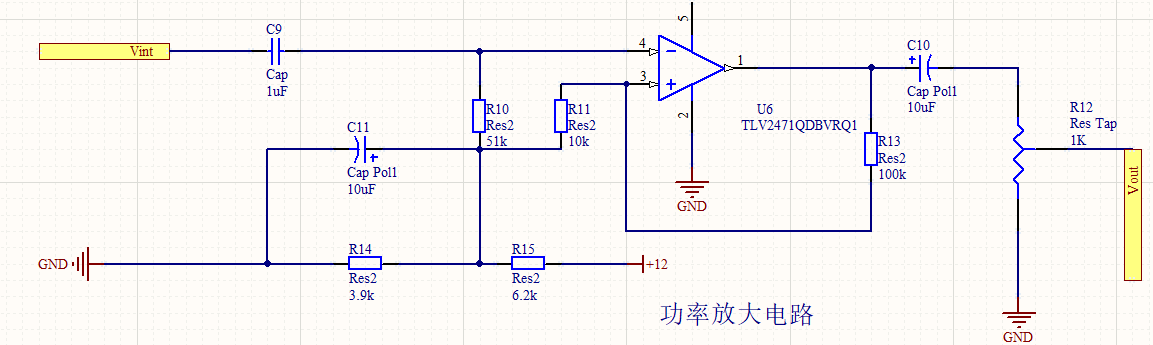 Vint
C9
Cap
1uF
R10
Res2
51k
R11
Res2
10k
C11
Cap Pol1
10uF
5
4
3
1
2
U6
TLV2471QDBVRQ1
GND
R13
Res2
100k
C10
Cap Pol1
10uF
R12
Res Tap
1K
Vout
GND
GND
R14
Res2
3.9k
R15
Res2
6.2k
+12
功率放大电路